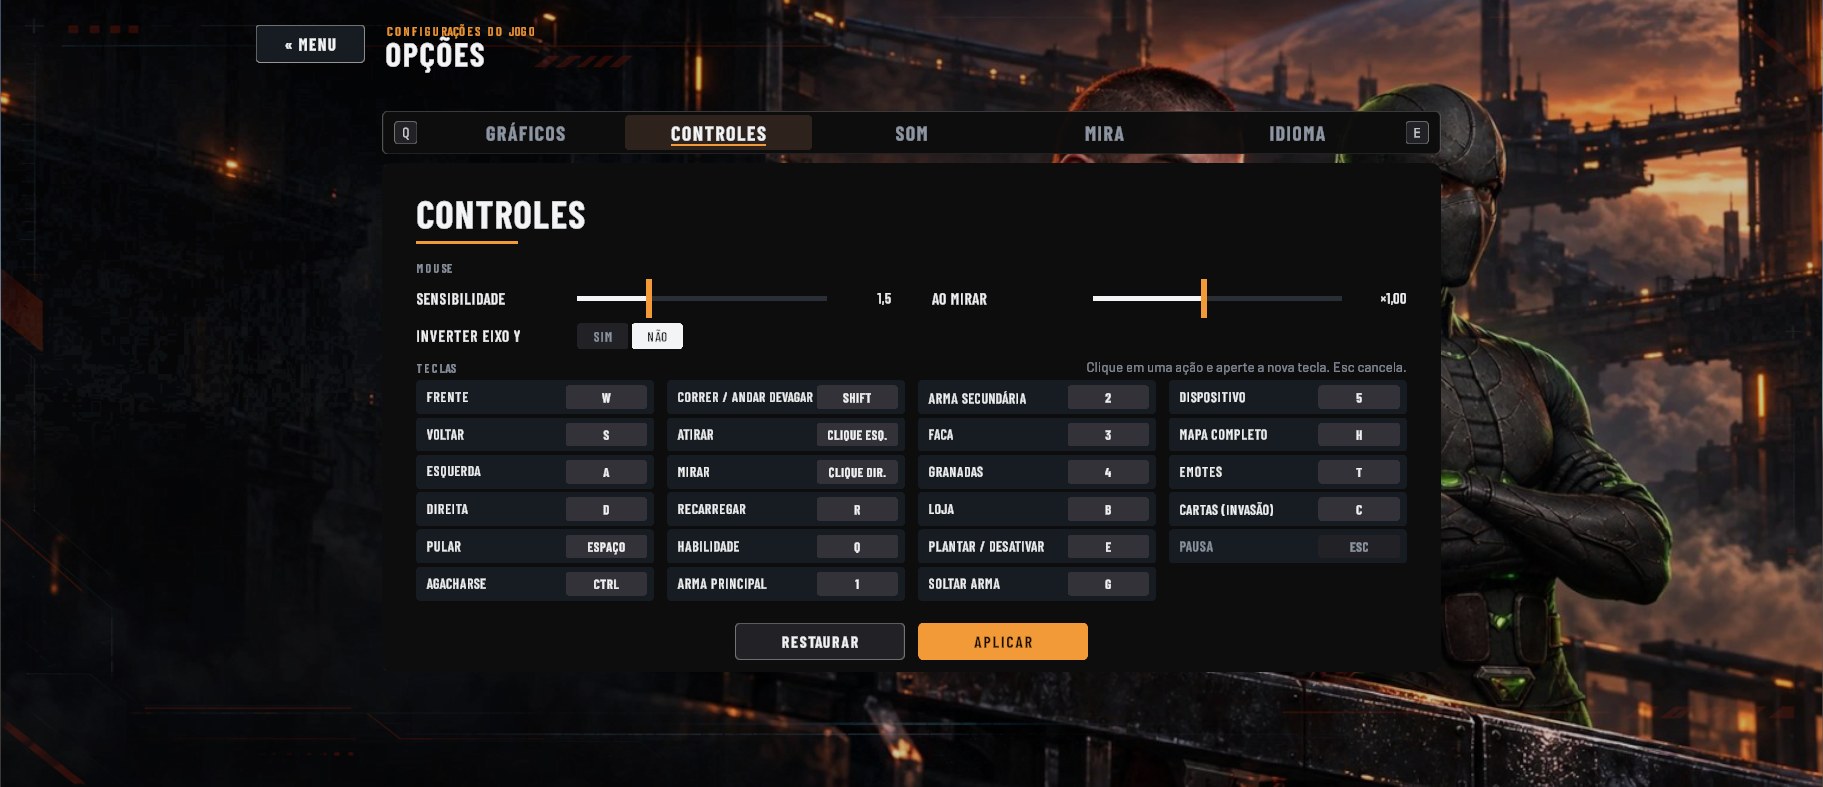 « MENU
CONFIGURAÇÕES DO JOGO
OPÇÕES
Q GRÁFICOS CONTROLES SOM MIRA IDIOMA E
CONTROLES
MOUSE
SENSIBILIDADE 1,5 AO MIRAR ×1,00
INVERTER EIXO Y SIM NÃO
TECLAS Clique em uma ação e aperte a nova tecla. Esc cancela.
FRENTE W CORRER / ANDAR DEVAGAR SHIFT ARMA SECUNDÁRIA 2 DISPOSITIVO 5
VOLTAR S ATIRAR CLIQUE ESQ. FACA 3 MAPA COMPLETO H
ESQUERDA A MIRAR CLIQUE DIR. GRANADAS 4 EMOTES T
DIREITA D RECARREGAR R LOJA B CARTAS (INVASÃO) C
PULAR ESPAÇO HABILIDADE Q PLANTAR / DESATIVAR E PAUSA ESC
AGACHARSE CTRL ARMA PRINCIPAL 1 SOLTAR ARMA G
RESTAURAR APLICAR